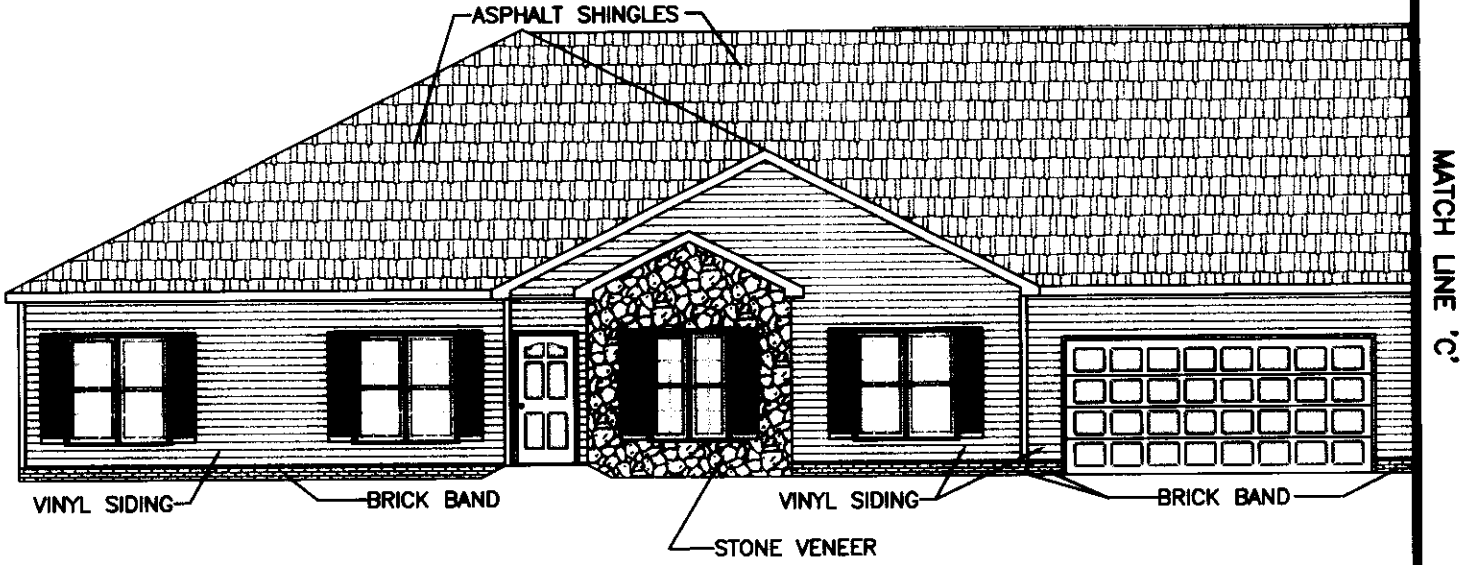 ASPHALT SHINGLES
MATCH LINE 'C'
VINYL SIDING
BRICK BAND
VINYL SIDING
BRICK BAND
STONE VENEER